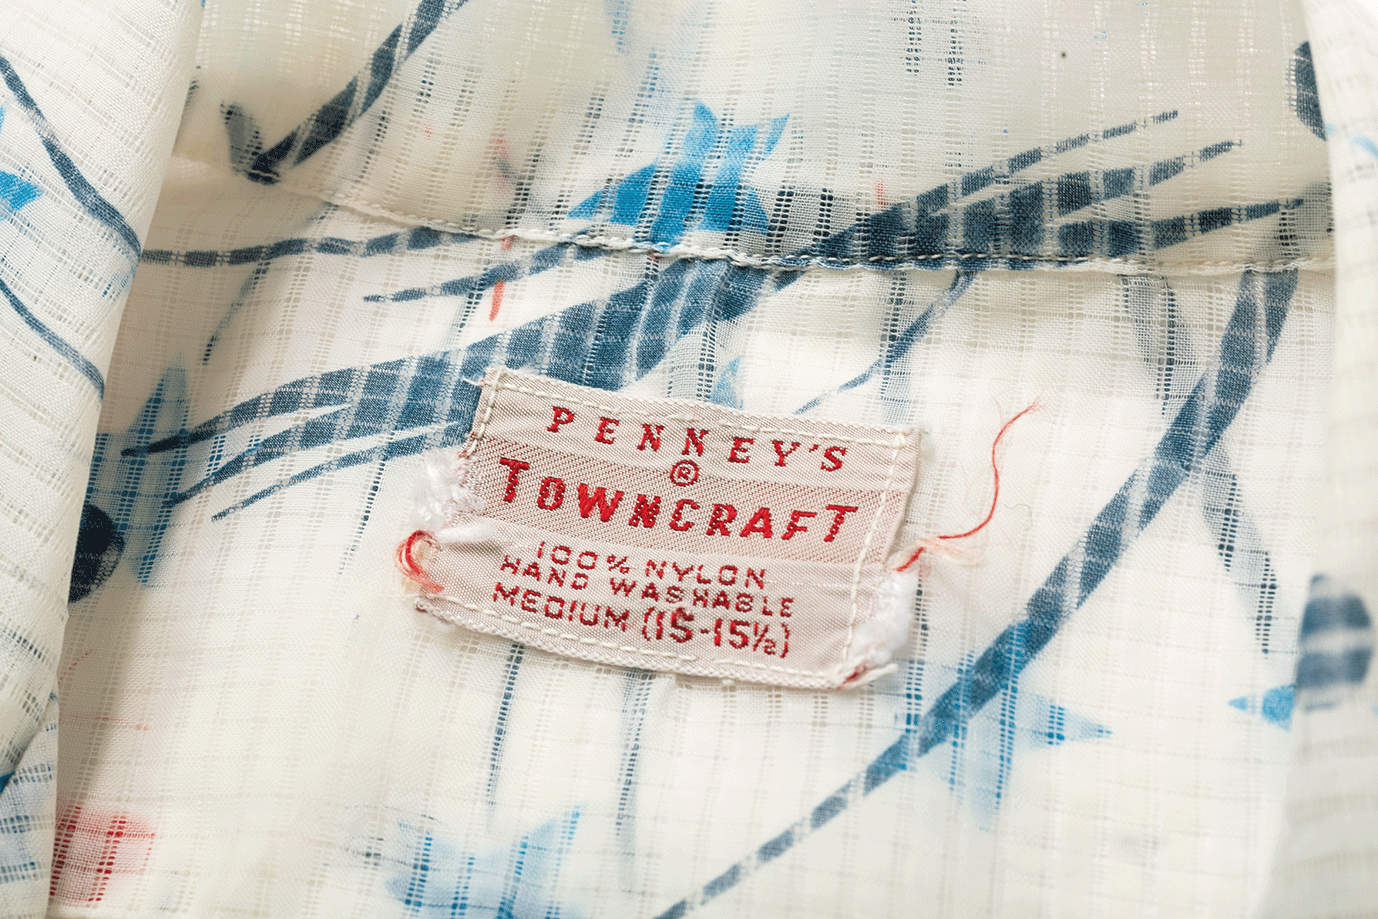 PENNEY'S
®
TOWNCRAFT
100% NYLON
HAND WASHABLE
MEDIUM (15-15½)